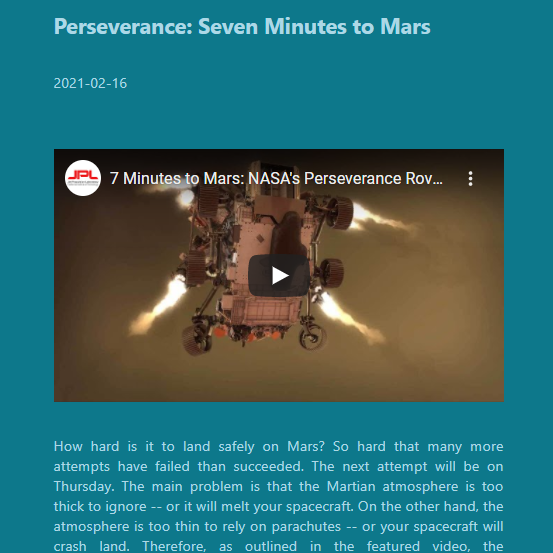 Perseverance: Seven Minutes to Mars
2021-02-16
JPL
7 Minutes to Mars: NASA's Perseverance Rov...
How hard is it to land safely on Mars? So hard that many more
attempts have failed than succeeded. The next attempt will be on
Thursday. The main problem is that the Martian atmosphere is too
thick to ignore -- or it will melt your spacecraft. On the other hand, the
atmosphere is too thin to rely on parachutes -- or your spacecraft will
crash land. Therefore, as outlined in the featured video, the